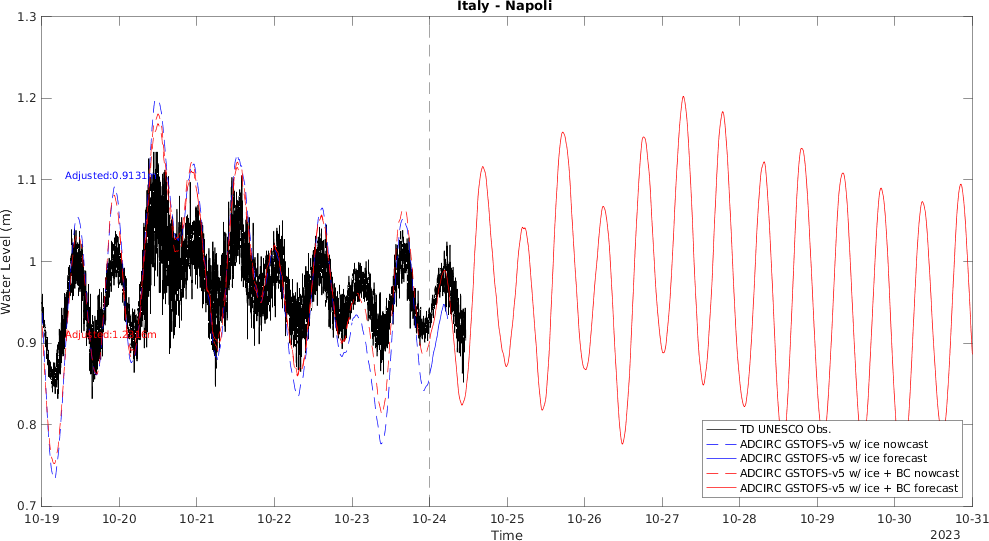 Italy - Napoli
1.3
1.2
1.1
1
0.9
0.8
0.7
Water Level (m)
Adjusted:0.9131
10-19
10-20
10-21
10-22
10-23
10-24
10-25
10-26
10-27
10-28
10-29
10-30
10-31
Time
2023
TD UNESCO Obs.
ADCIRC GSTOFS-v5 w/ ice nowcast
ADCIRC GSTOFS-v5 w/ ice forecast
ADCIRC GSTOFS-v5 w/ ice + BC nowcast
ADCIRC GSTOFS-v5 w/ ice + BC forecast